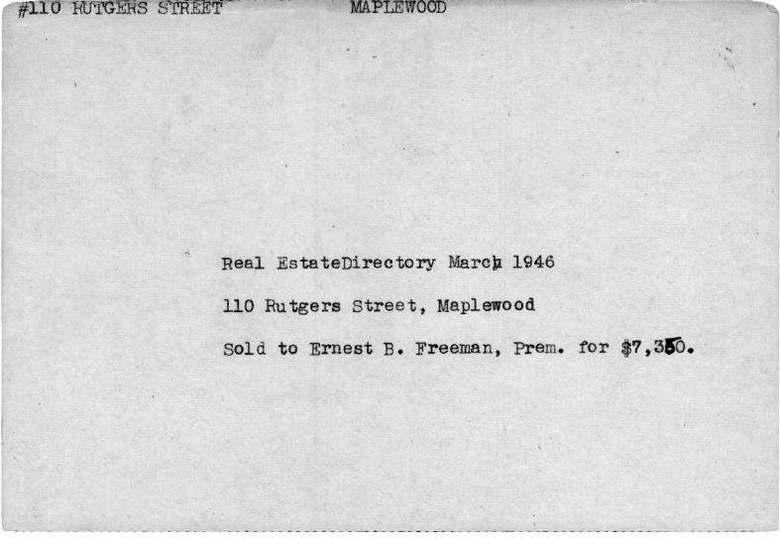 #110 RUTGERS STREET MAPLEWOOD
Real EstateDirectory March 1946
110 Rutgers Street, Maplewood
Sold to Ernest B. Freeman, Prem. for $7,350.